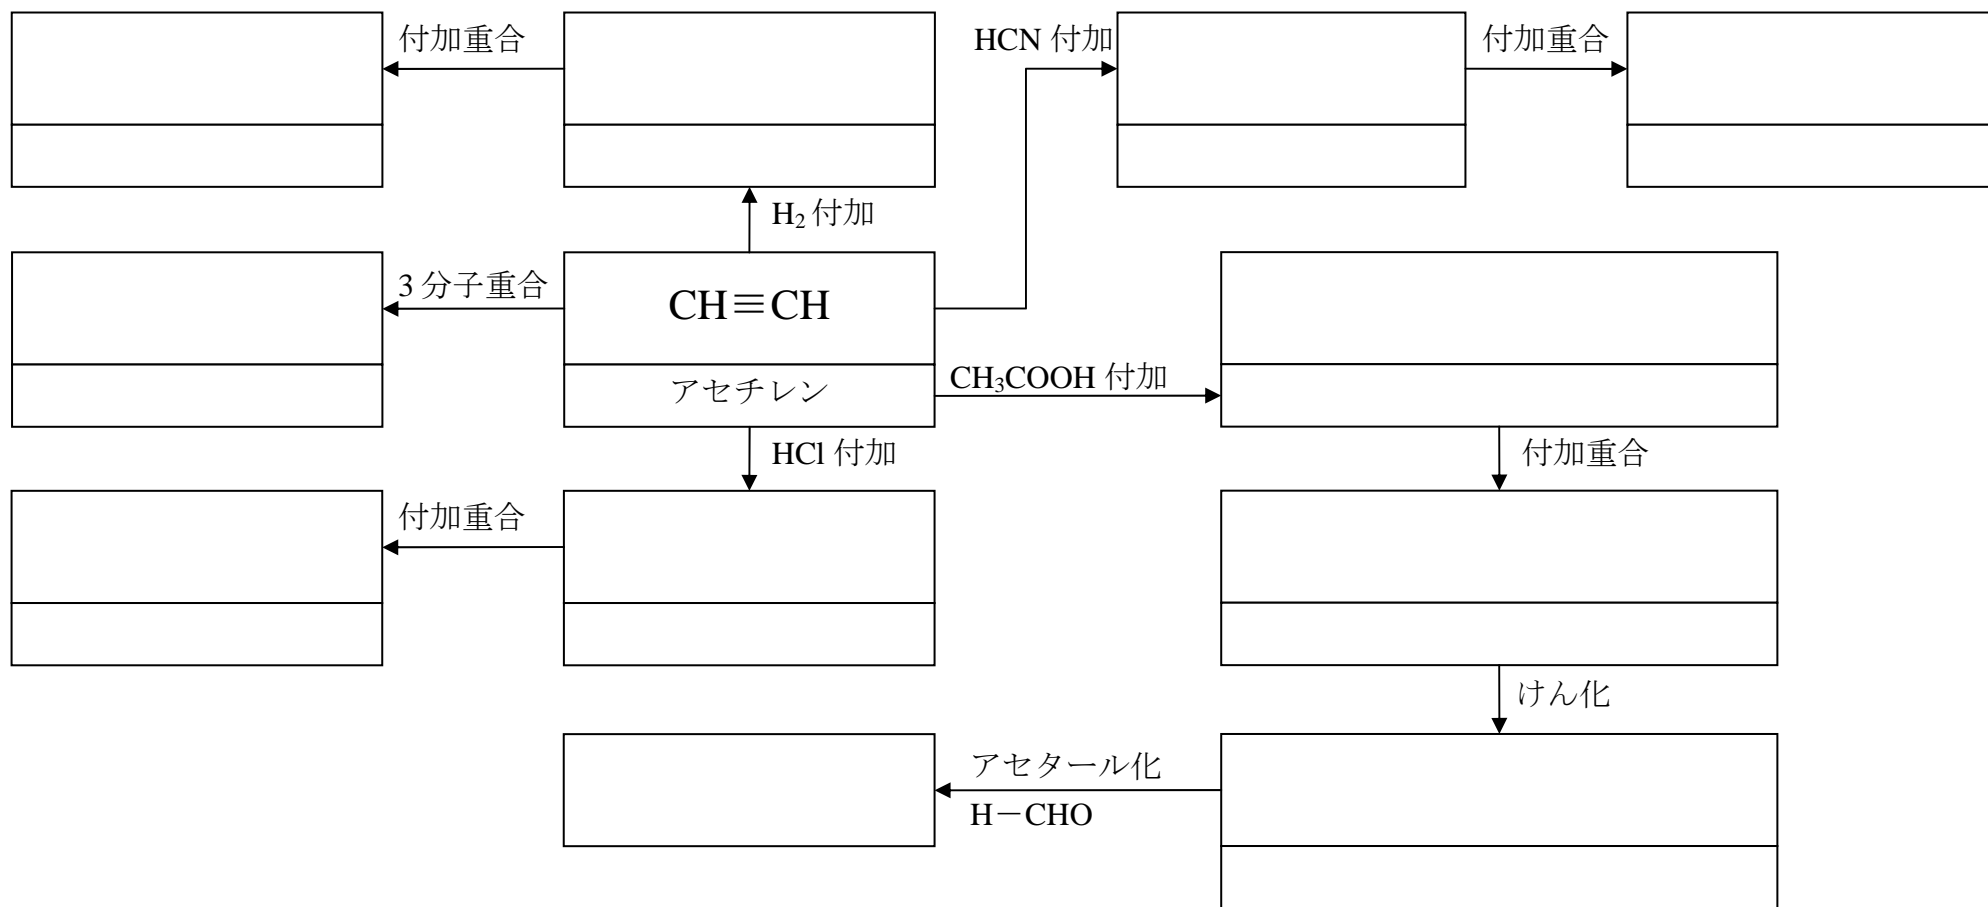 付加重合
HCN 付加
付加重合
H₂付加
3分子重合
CH≡CH
アセチレン
CH₃COOH 付加
HCl 付加
付加重合
付加重合
けん化
アセタール化
H－CHO